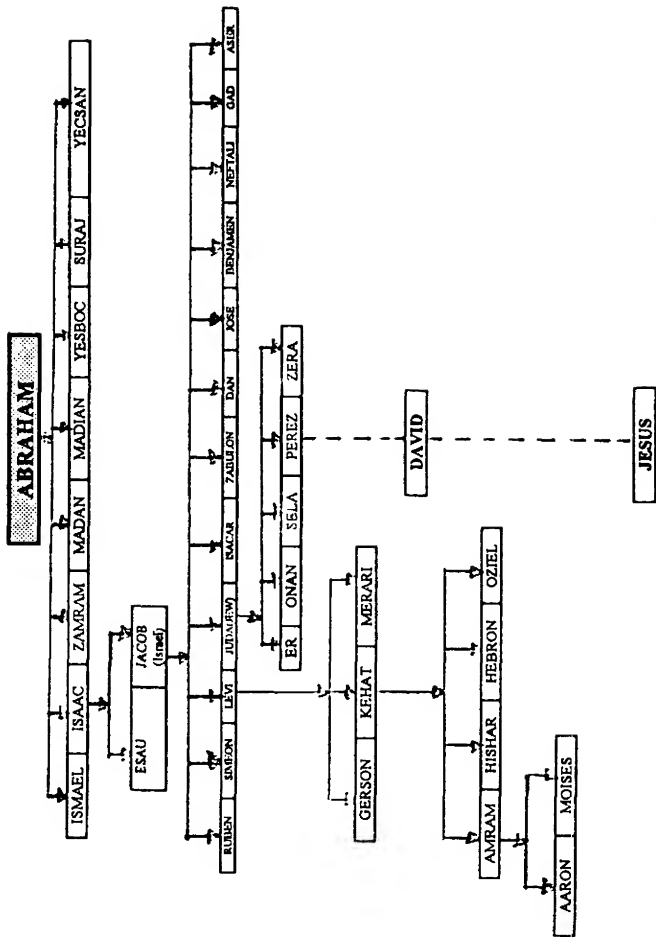 ABRAHAM
ISMAEL ISAAC ZAMRAM MADAN MADIAN YESBOC SURAJ YECSAN
ESAU JACOB
(Israel)
RUBEN SIMEON LEVI JUDA(JEW) ISACAR ZABULON DAN JOSE BENJAMEN NEFTALI GAD ASER
ER ONAN SELA PEREZ ZERA
GERSON KEHAT MERARI
DAVID
AMRAM HISHAR HEBRON OZIEL
AARON MOISES
JESUS